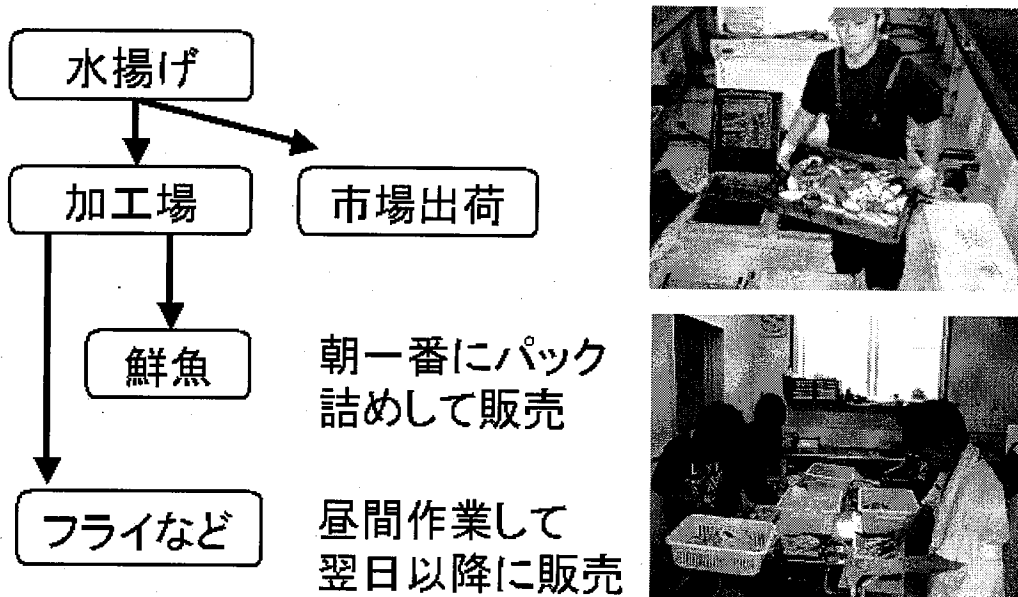 水揚げ
加工場
市場出荷
鮮魚
朝一番にパック
詰めして販売
フライなど
昼間作業して
翌日以降に販売